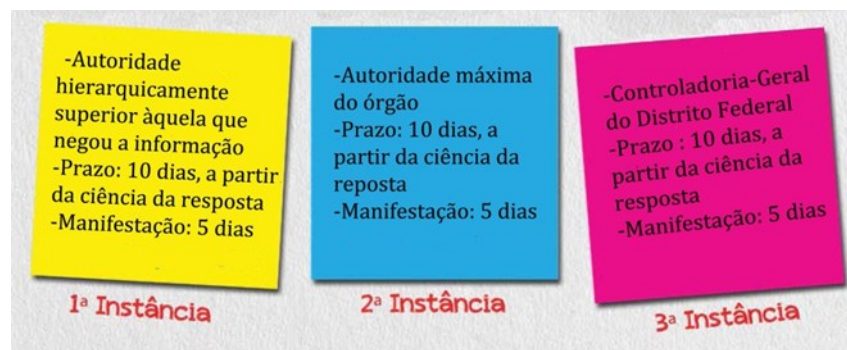 -Autoridade
hierarquicamente
superior àquela que
negou a informação
-Prazo: 10 dias, a partir
da ciência da resposta
-Manifestação: 5 dias
1ª Instância
-Autoridade máxima
do órgão
-Prazo: 10 dias, a
partir da ciência da
reposta
-Manifestação: 5 dias
2ª Instância
-Controladoria-Geral
do Distrito Federal
-Prazo : 10 dias, a
partir da ciência da
resposta
-Manifestação: 5 dias
3ª Instância